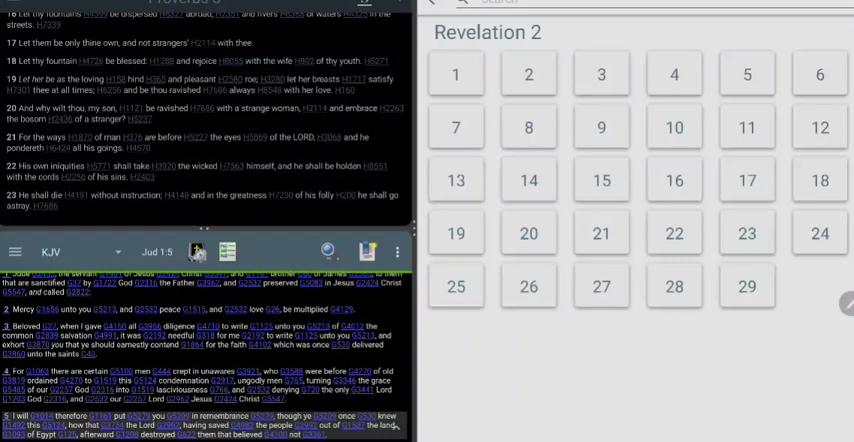 Proverbs 5
16 Let thy fountains H4599 be dispersed H6327 abroad, H2351 and rivers H6388 of waters H4325 in the
streets. H7339
17 Let them be only thine own, and not strangers' H2114 with thee.
18 Let thy fountain H4726 be blessed: H1288 and rejoice H8055 with the wife H802 of thy youth. H5271
19 Let her be as the loving H158 hind H365 and pleasant H2580 roe; H3280 let her breasts H1717 satisfy
H7301 thee at all times; H6256 and be thou ravished H7686 always H8548 with her love. H160
20 And why wilt thou, my son, H1121 be ravished H7686 with a strange woman, H2114 and embrace H2263
the bosom H2436 of a stranger? H5237
21 For the ways H1870 of man H376 are before H5227 the eyes H5869 of the LORD, H3068 and he
pondereth H6424 all his goings. H4570
22 His own iniquities H5771 shall take H3920 the wicked H7563 himself, and he shall be holden H8551
with the cords H2256 of his sins. H2403
23 He shall die H4191 without instruction; H4148 and in the greatness H7230 of his folly H200 he shall go
astray. H7686
KJV
Jud 1:5
that are sanctified G37 by G1722 God G2316 the Father G3962, and G2532 preserved G5083 in Jesus G2424 Christ
G5547, and called G2822:
2 Mercy G1656 unto you G5213, and G2532 peace G1515, and G2532 love G26, be multiplied G4129.
3 Beloved G27, when I gave G4160 all G3956 diligence G4710 to write G1125 unto you G5213 of G4012 the
common G2839 salvation G4991, it was G2192 needful G318 for me G2192 to write G1125 unto you G5213, and
exhort G3870 you that ye should earnestly contend G1864 for the faith G4102 which was once G530 delivered
G3860 unto the saints G40.
4 For G1063 there are certain G5100 men G444 crept in unawares G3921, who G3588 were before G4270 of old
G3819 ordained G4270 to G1519 this G5124 condemnation G2917, ungodly men G765, turning G3346 the grace
G5485 of our G2257 God G2316 into G1519 lasciviousness G766, and G2532 denying G720 the only G3441 Lord
G1203 God G2316, and G2532 our G2257 Lord G2962 Jesus G2424 Christ G5547.
5 I will G1014 therefore G1161 put G5279 you G5209 in remembrance G5279, though ye G5209 once G530 knew
G1492 this G5124, how that G3754 the Lord G2962, having saved G4982 the people G2992 out of G1537 the land
G1093 of Egypt G125, afterward G1208 destroyed G622 them that believed G4100 not G3361.
Search
Revelation 2
1 2 3 4 5 6
7 8 9 10 11 12
13 14 15 16 17 18
19 20 21 22 23 24
25 26 27 28 29